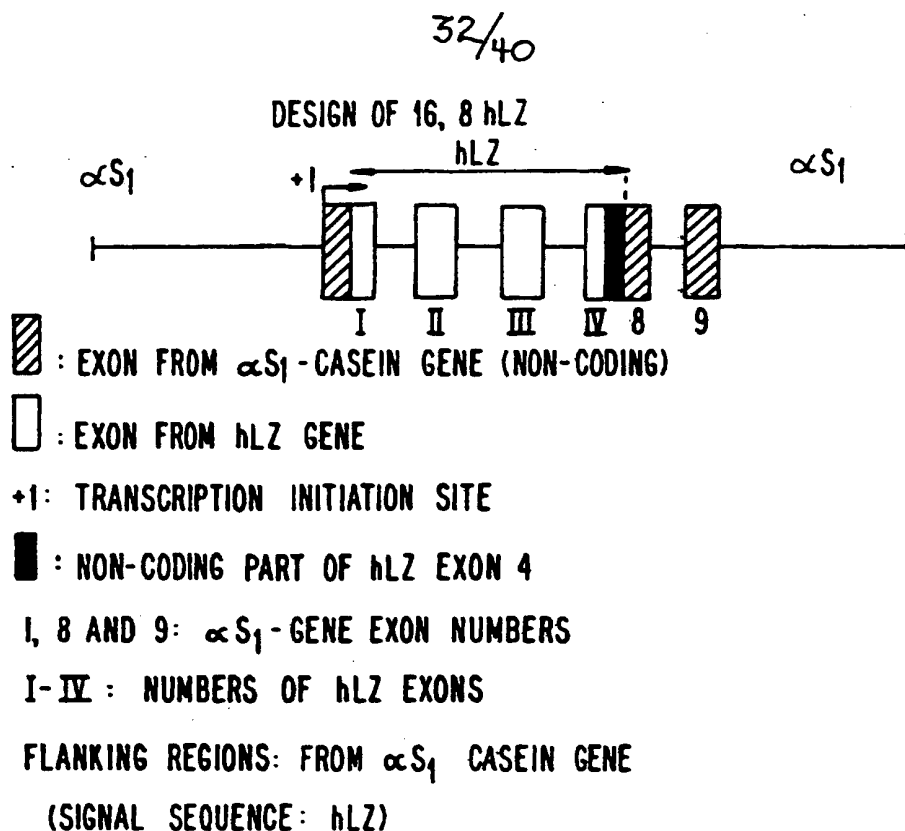 32/40
DESIGN OF 16, 8 hLZ
hLZ
αS1 +1 αS1
I II III IV 8 9
: EXON FROM αS1-CASEIN GENE (NON-CODING)
: EXON FROM hLZ GENE
+1: TRANSCRIPTION INITIATION SITE
: NON-CODING PART OF hLZ EXON 4
1, 8 AND 9: αS1-GENE EXON NUMBERS
I-IV: NUMBERS OF hLZ EXONS
FLANKING REGIONS: FROM αS1 CASEIN GENE
(SIGNAL SEQUENCE: hLZ)